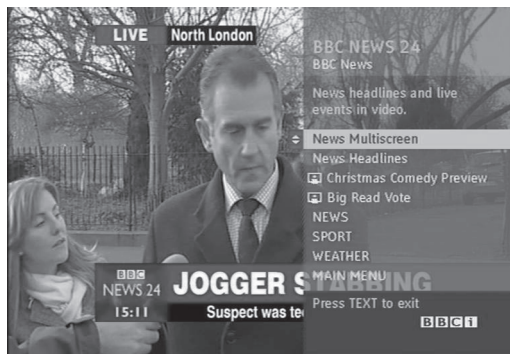 LIVE North London
BBC NEWS 24
BBC News
News headlines and live
events in video.
News Multiscreen
News Headlines
Christmas Comedy Preview
Big Read Vote
NEWS
SPORT
WEATHER
MAIN MENU
Press TEXT to exit
BBCi
BBC
NEWS 24
15:11
JOGGER STABBING
Suspect was